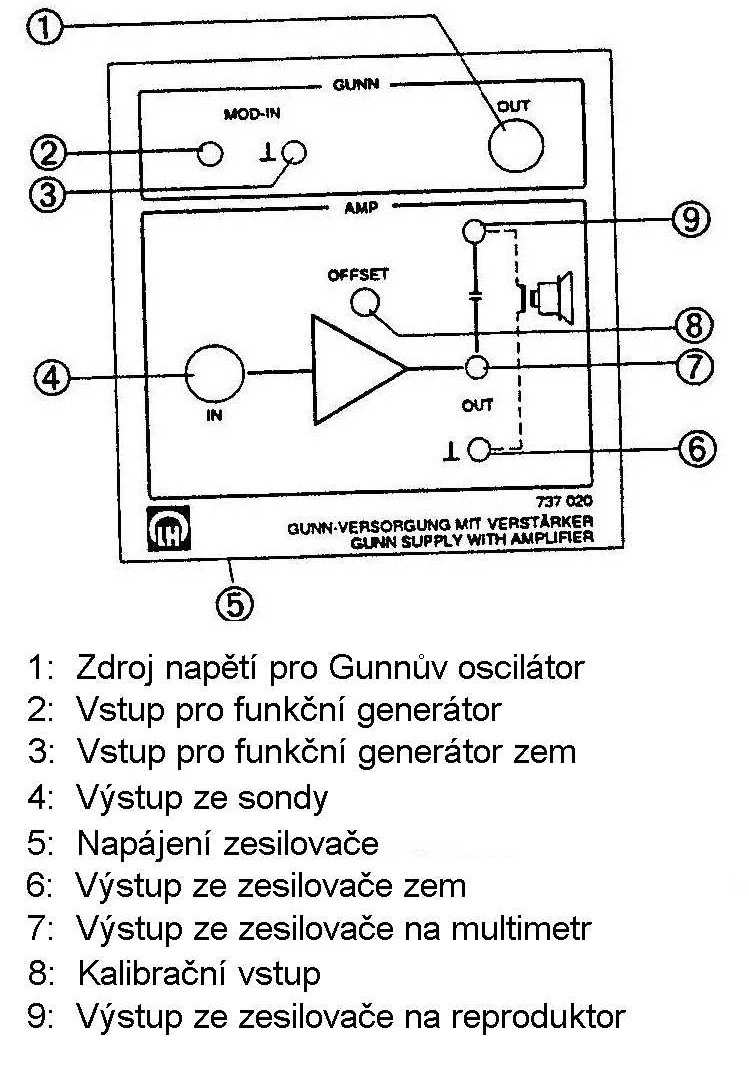 ①
GUNN
MOD-IN
OUT
②
⊥
③
AMP
⑨
OFFSET
⑧
④
⑦
IN
OUT
⊥
⑥
737 020
LH
GUNN-VERSORGUNG MIT VERSTÄRKER
GUNN SUPPLY WITH AMPLIFIER
⑤
1: Zdroj napětí pro Gunnův oscilátor
2: Vstup pro funkční generátor
3: Vstup pro funkční generátor zem
4: Výstup ze sondy
5: Napájení zesilovače
6: Výstup ze zesilovače zem
7: Výstup ze zesilovače na multimetr
8: Kalibrační vstup
9: Výstup ze zesilovače na reproduktor